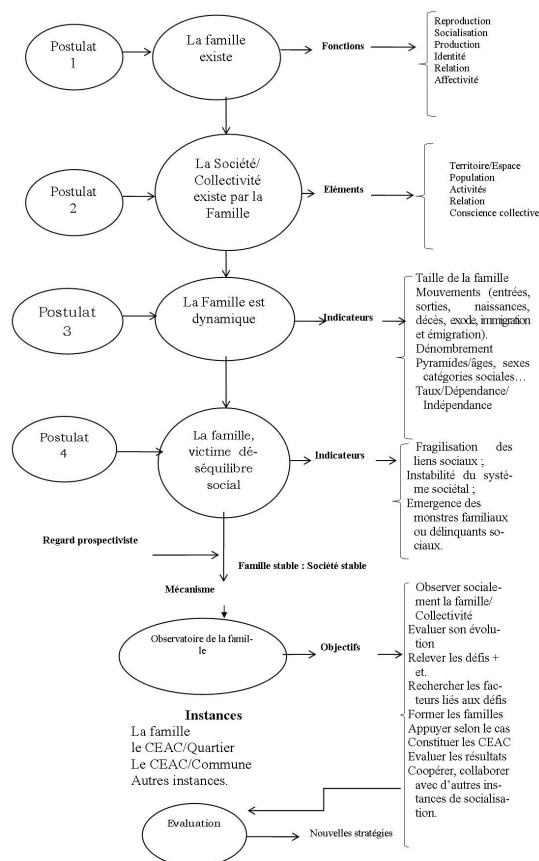 Postulat
1
La famille
existe
Fonctions
Reproduction
Socialisation
Production
Identité
Relation
Affectivité
Postulat
2
La Société/
Collectivité
existe par la
Famille
Eléments
Territoire/Espace
Population
Activités
Relation
Conscience collective
Postulat
3
La Famille est
dynamique
Indicateurs
Taille de la famille
Mouvements (entrées,
sorties, naissances,
décès, exode, immigration
et émigration).
Dénombrement
Pyramides/âges, sexes
catégories sociales…
Taux/Dépendance/
Indépendance
Postulat
4
La famille,
victime dé-
séquilibre
social
Indicateurs
Fragilisation des
liens sociaux ;
Instabilité du systè-
me sociétal ;
Emergence des
monstres familiaux
ou délinquants so-
ciaux.
Regard prospectiviste
Famille stable : Société stable
Mécanisme
Observatoire de la famil-
le
Objectifs
Observer sociale-
ment la famille/
Collectivité
Evaluer son évolu-
tion
Relever les défis +
et.
Rechercher les fac-
teurs liés aux défis
Former les familles
Appuyer selon le cas
Constituer les CEAC
Evaluer les résultats
Coopérer, collaborer
avec d'autres ins-
tances de socialisa-
tion.
Instances
La famille
le CEAC/Quartier
Le CEAC/Commune
Autres instances.
Evaluation
Nouvelles stratégies